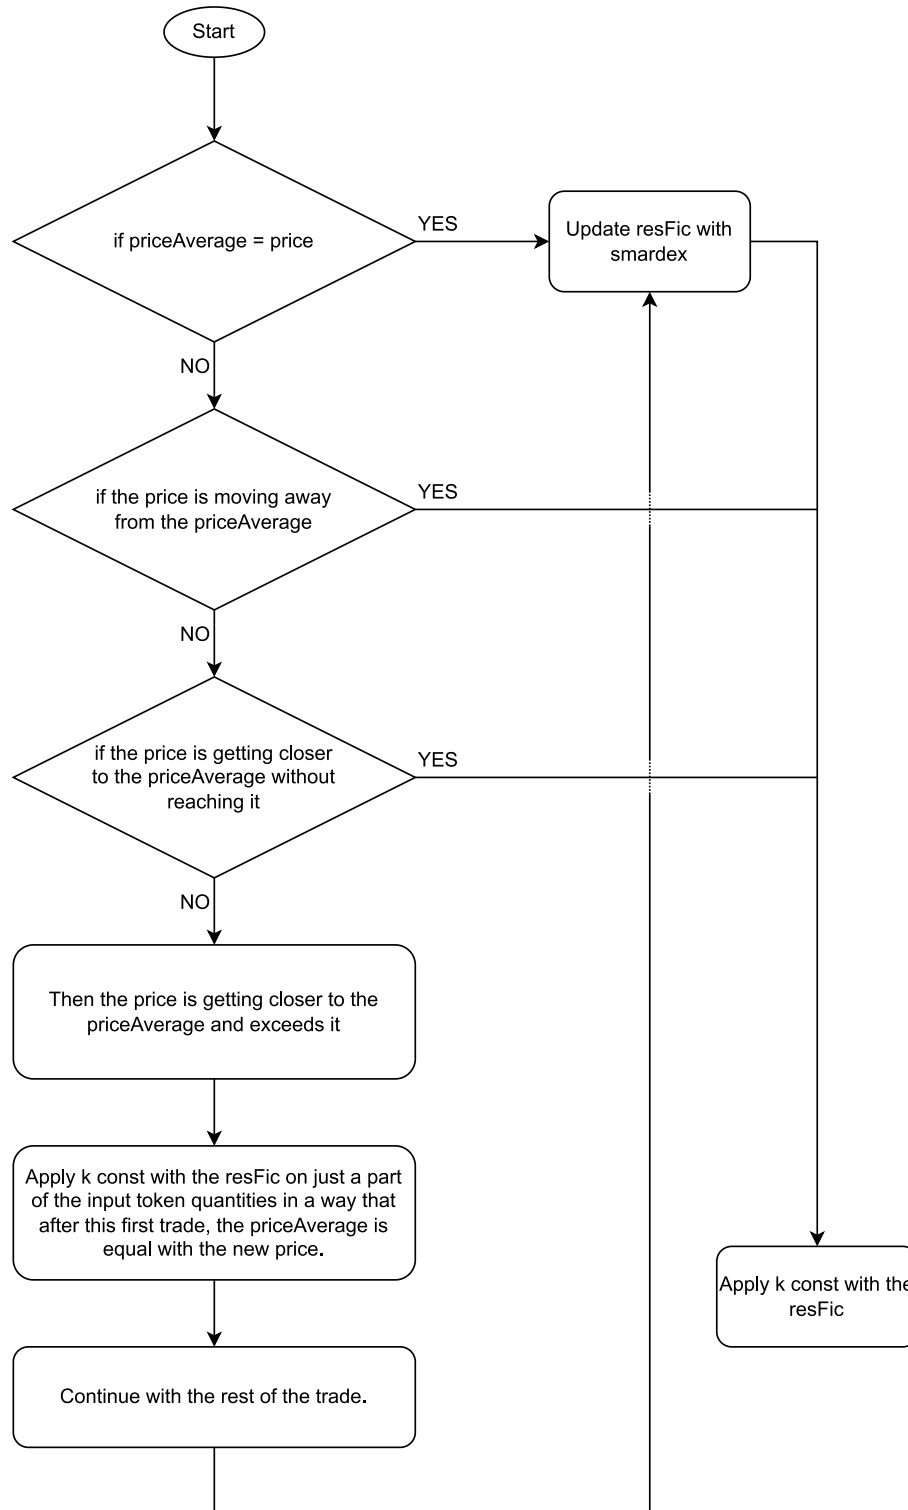 Start
if priceAverage = price
YES
Update resFic with
smardex
NO
if the price is moving away
from the priceAverage
YES
NO
if the price is getting closer
to the priceAverage without
reaching it
YES
NO
Then the price is getting closer to the
priceAverage and exceeds it
Apply k const with the resFic on just a part
of the input token quantities in a way that
after this first trade, the priceAverage is
equal with the new price.
Apply k const with the
resFic
Continue with the rest of the trade.